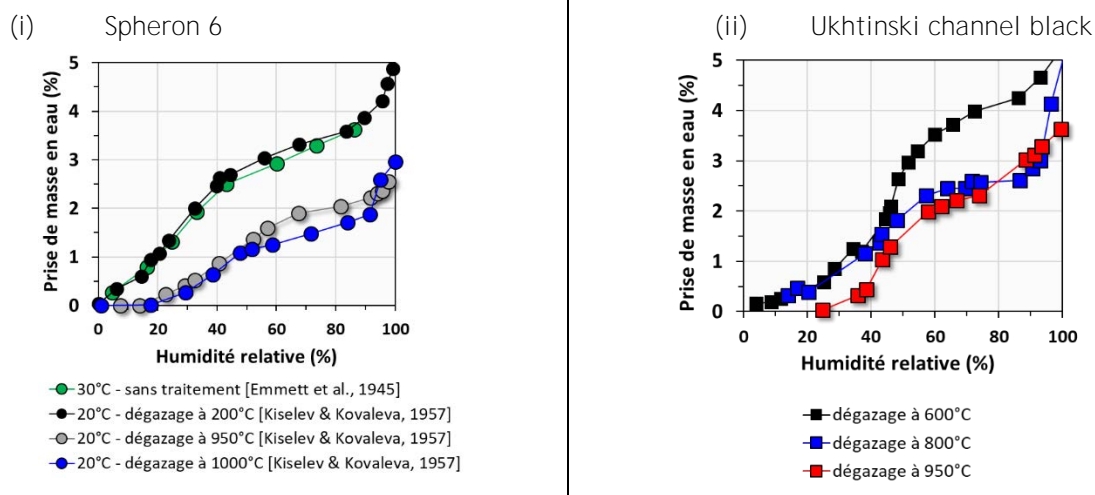 (i) Spheron 6
5
4
3
2
1
0
Prise de masse en eau (%)
0 20 40 60 80 100
Humidité relative (%)
30°C - sans traitement [Emmett et al., 1945]
20°C - dégazage à 200°C [Kiselev & Kovaleva, 1957]
20°C - dégazage à 950°C [Kiselev & Kovaleva, 1957]
20°C - dégazage à 1000°C [Kiselev & Kovaleva, 1957]
(ii) Ukhtinski channel black
5
4
3
2
1
0
Prise de masse en eau (%)
0 20 40 60 80 100
Humidité relative (%)
dégazage à 600°C
dégazage à 800°C
dégazage à 950°C